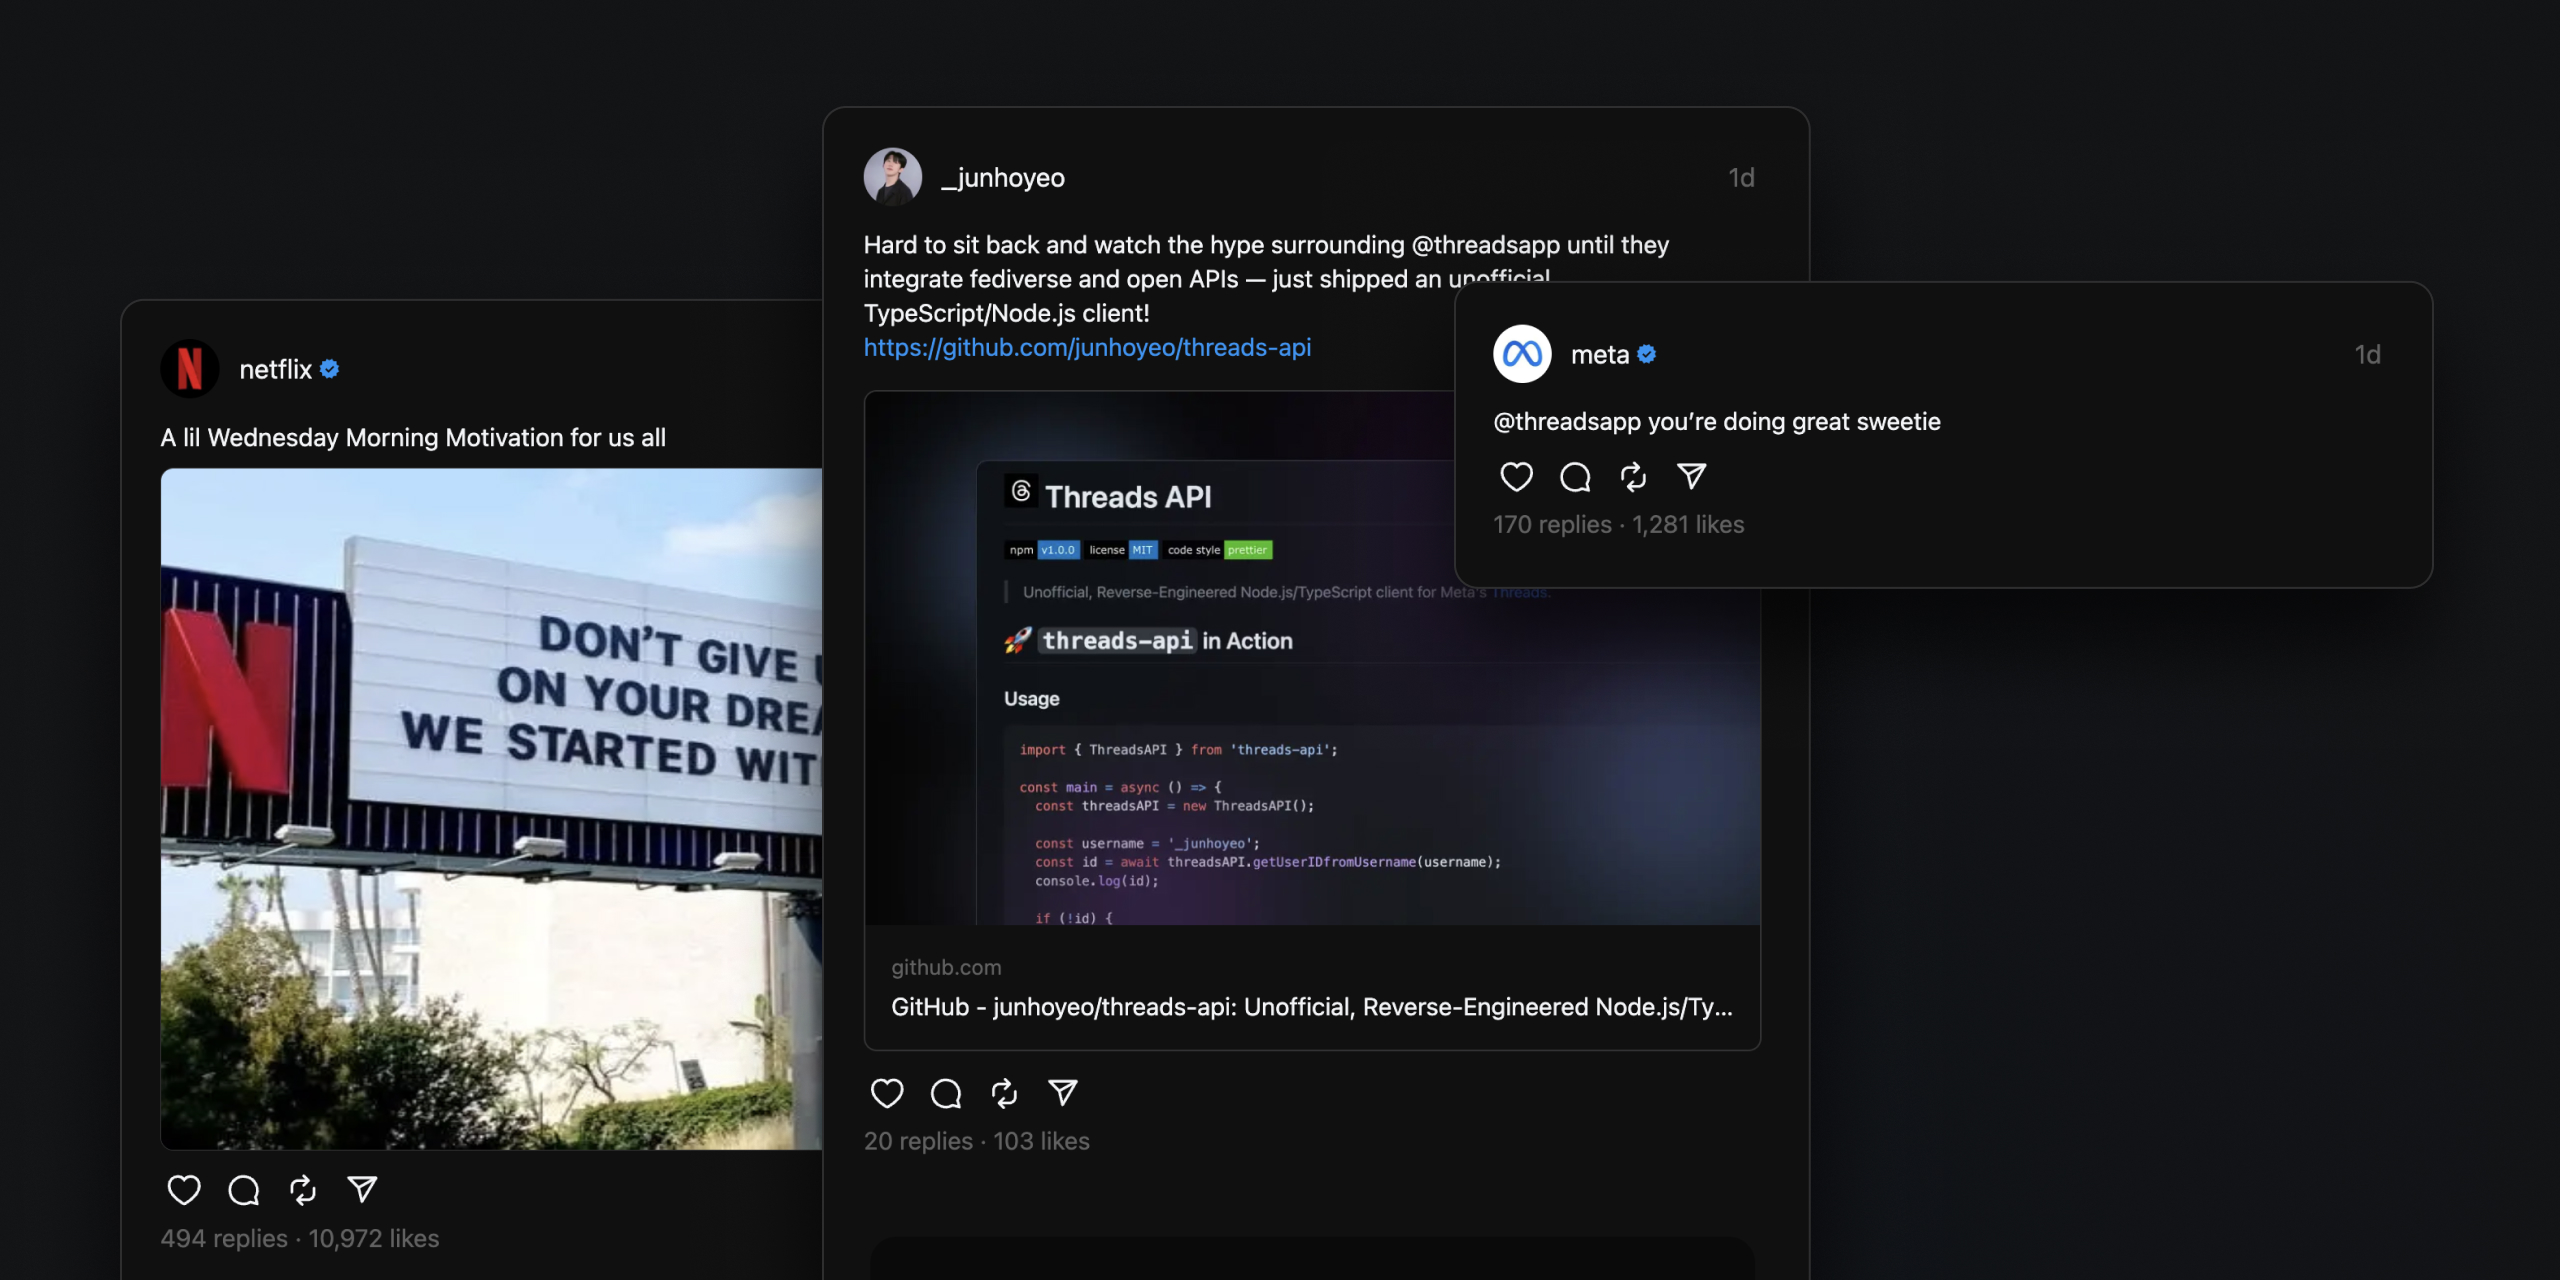 netflix
A lil Wednesday Morning Motivation for us all
DON'T GIVE
ON YOUR
WE STARTED
494 replies · 10,972 likes
_junhoyeo
1d
Hard to sit back and watch the hype surrounding @threadsapp until they
integrate fediverse and open APIs — just shipped an unofficial
TypeScript/Node.js client!
https://github.com/junhoyeo/threads-api
Threads API
npm v1.0.0 license MIT code style prettier
Unofficial, Reverse-Engineered Node.js/TypeScript client for Meta's Threads.
🚀 threads-api in Action
Usage
import { ThreadsAPI } from 'threads-api';
const main = async () => {
const threadsAPI = new ThreadsAPI();
const username = '_junhoyeo';
const id = await threadsAPI.getUserIDfromUsername(username);
console.log(id);
if (!id) {
github.com
GitHub - junhoyeo/threads-api: Unofficial, Reverse-Engineered Node.js/Ty...
20 replies · 103 likes
meta
1d
@threadsapp you're doing great sweetie
170 replies · 1,281 likes